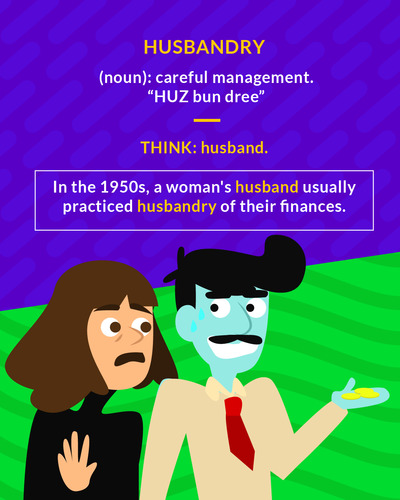 HUSBANDRY
(noun): careful management.
“HUZ bun dree”
THINK: husband.
In the 1950s, a woman's husband usually
practiced husbandry of their finances.